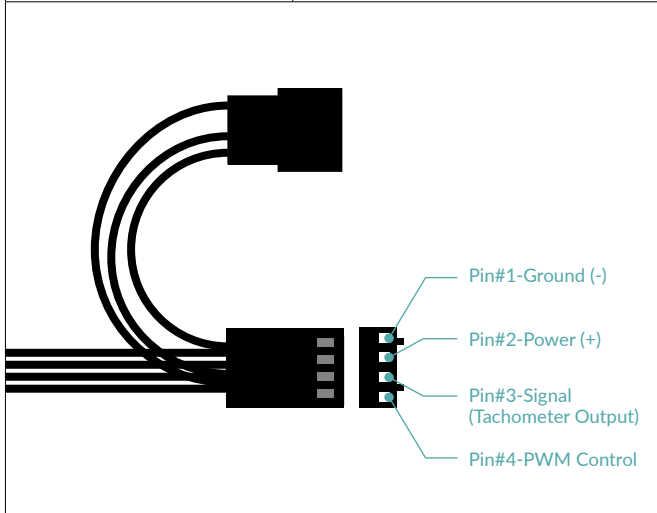 Pin#1-Ground (-)
Pin#2-Power (+)
Pin#3-Signal
(Tachometer Output)
Pin#4-PWM Control